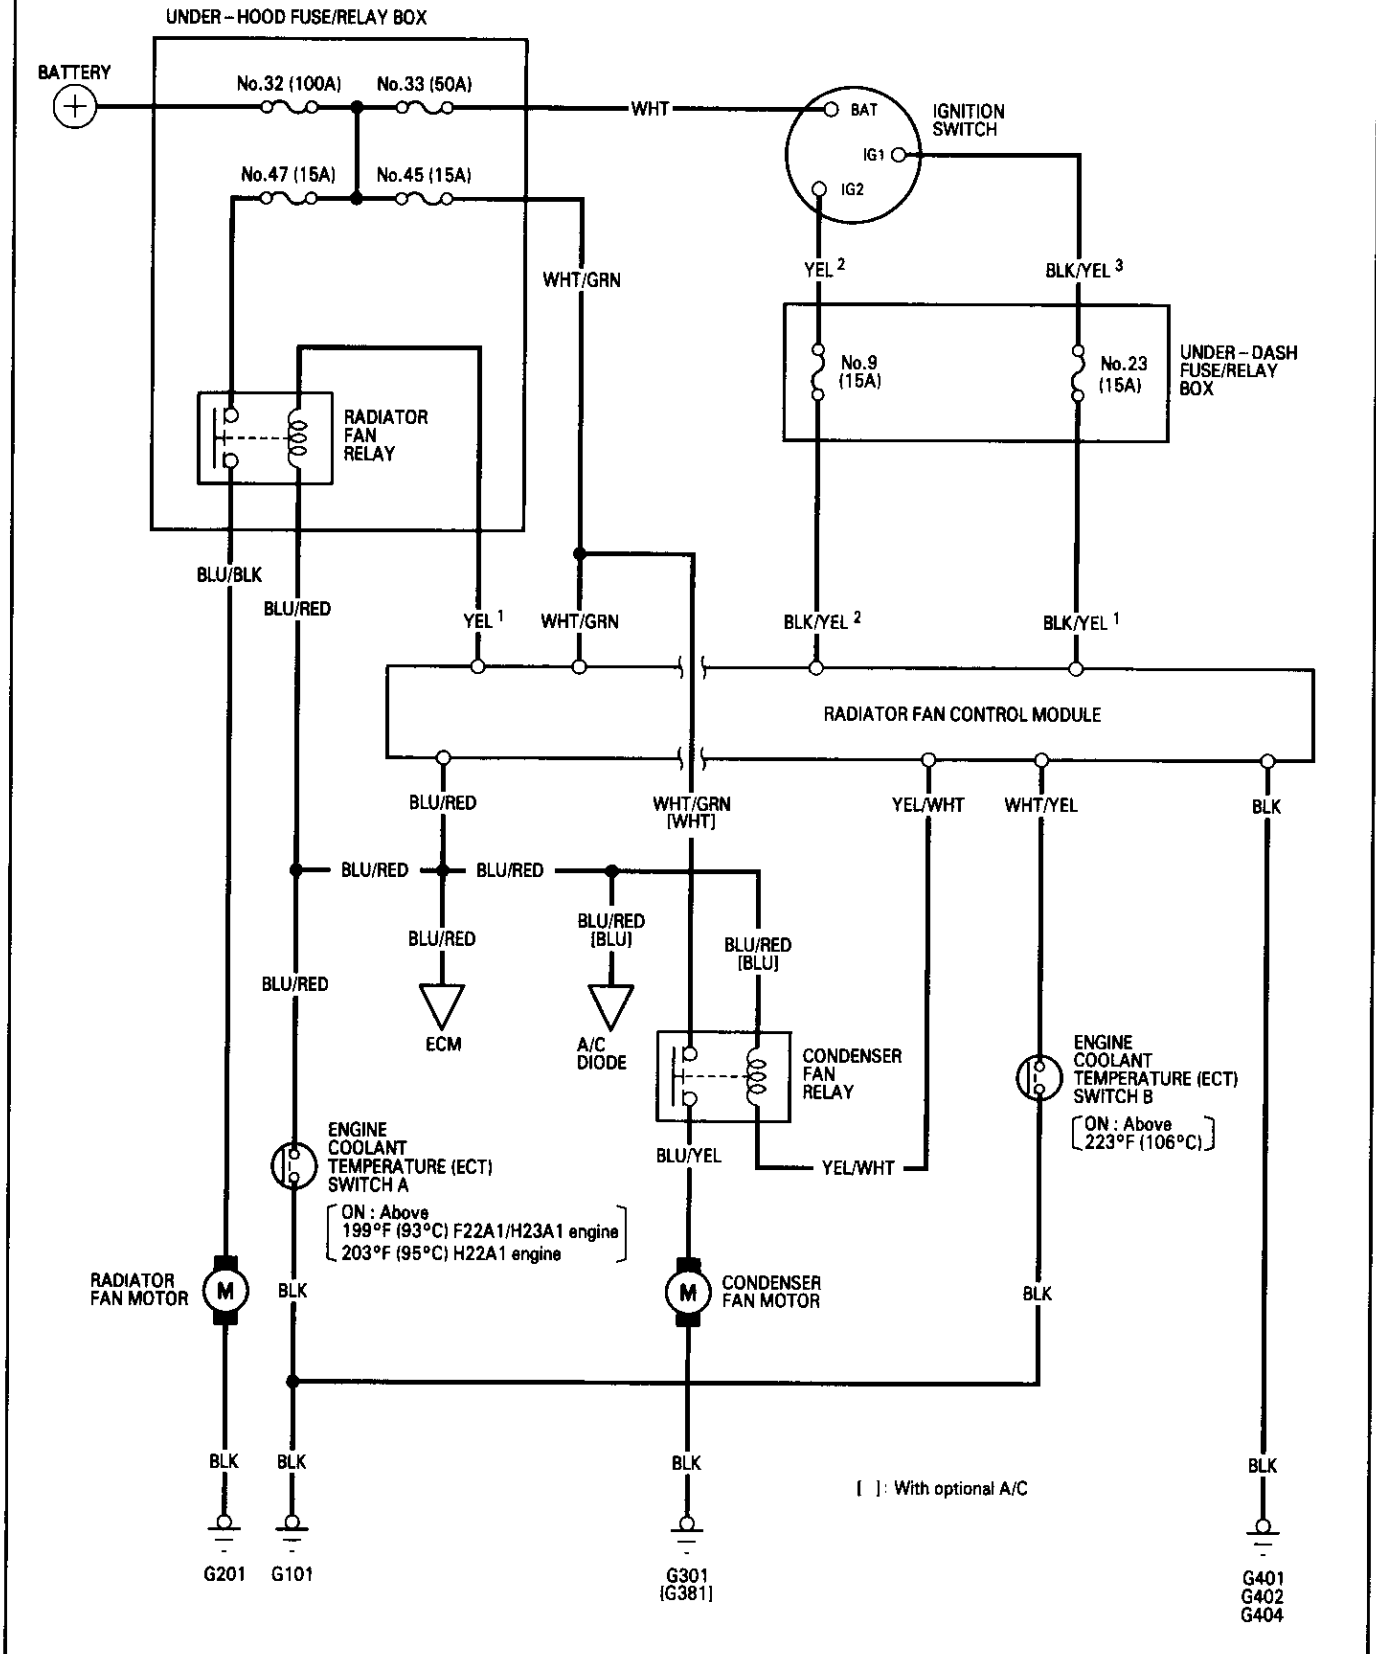 UNDER-HOOD FUSE/RELAY BOX
BATTERY
No.32 (100A)
No.33 (50A)
WHT
BAT
IGNITION
SWITCH
IG1
IG2
No.47 (15A)
No.45 (15A)
WHT/GRN
YEL 2
BLK/YEL 3
No.9
(15A)
No.23
(15A)
UNDER-DASH
FUSE/RELAY
BOX
RADIATOR
FAN
RELAY
BLU/BLK
BLU/RED
YEL 1
WHT/GRN
BLK/YEL 2
BLK/YEL 1
RADIATOR FAN CONTROL MODULE
BLU/RED
WHT/GRN
[WHT]
YEL/WHT
WHT/YEL
BLK
BLU/RED
BLU/RED
BLU/RED
BLU/RED
[BLU]
BLU/RED
[BLU]
BLU/RED
ECM
A/C
DIODE
CONDENSER
FAN
RELAY
ENGINE
COOLANT
TEMPERATURE (ECT)
SWITCH B
ON : Above
223°F (106°C)
BLU/YEL
YEL/WHT
ENGINE
COOLANT
TEMPERATURE (ECT)
SWITCH A
ON : Above
199°F (93°C) F22A1/H23A1 engine
203°F (95°C) H22A1 engine
RADIATOR
FAN MOTOR
M
BLK
M
CONDENSER
FAN MOTOR
BLK
BLK
BLK
BLK
BLK
[ ]: With optional A/C
G201
G101
G301
[G381]
G401
G402
G404